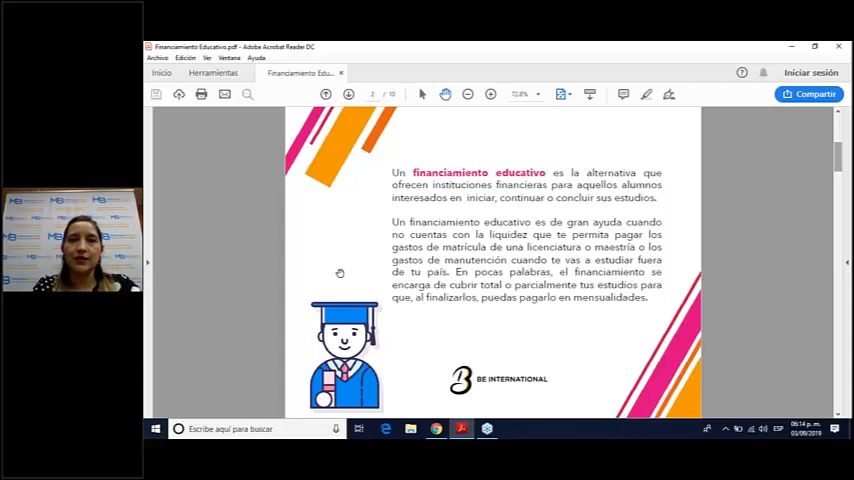 Financiamiento Educativo.pdf - Adobe Acrobat Reader DC
Archivo Edición Ver Ventana Ayuda
Inicio Herramientas Financiamiento Edu... × Iniciar sesión
2 / 10 72,8% Compartir
Un financiamiento educativo es la alternativa que
ofrecen instituciones financieras para aquellos alumnos
interesados en iniciar, continuar o concluir sus estudios.
Un financiamiento educativo es de gran ayuda cuando
no cuentas con la liquidez que te permita pagar los
gastos de matrícula de una licenciatura o maestría o los
gastos de manutención cuando te vas a estudiar fuera
de tu país. En pocas palabras, el financiamiento se
encarga de cubrir total o parcialmente tus estudios para
que, al finalizarlos, puedas pagarlo en mensualidades.
B BE INTERNATIONAL
Escribe aquí para buscar
ESP
06:14 p. m.
03/09/2019